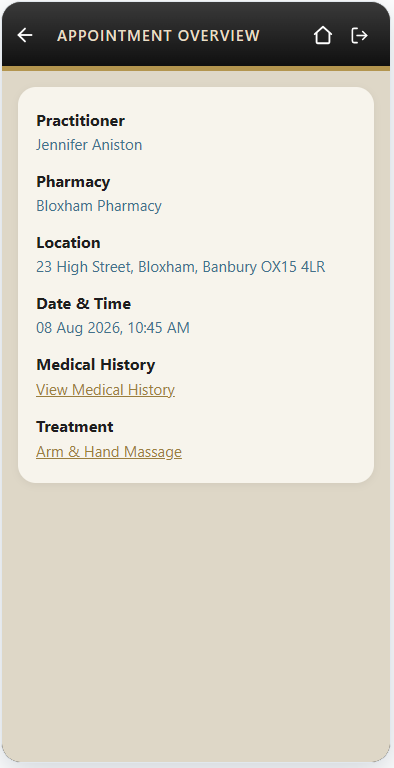 APPOINTMENT OVERVIEW
Practitioner
Jennifer Aniston
Pharmacy
Bloxham Pharmacy
Location
23 High Street, Bloxham, Banbury OX15 4LR
Date & Time
08 Aug 2026, 10:45 AM
Medical History
View Medical History
Treatment
Arm & Hand Massage